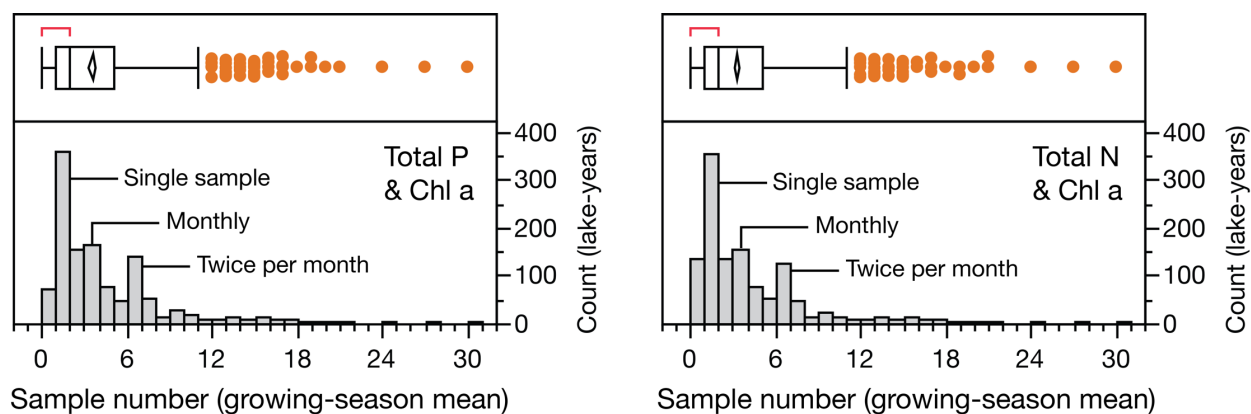 Total P
& Chl a
Single sample
Monthly
Twice per month
400
300
200
100
0
Count (lake-years)
0 6 12 18 24 30
Sample number (growing-season mean)
Total N
& Chl a
Single sample
Monthly
Twice per month
400
300
200
100
0
Count (lake-years)
0 6 12 18 24 30
Sample number (growing-season mean)